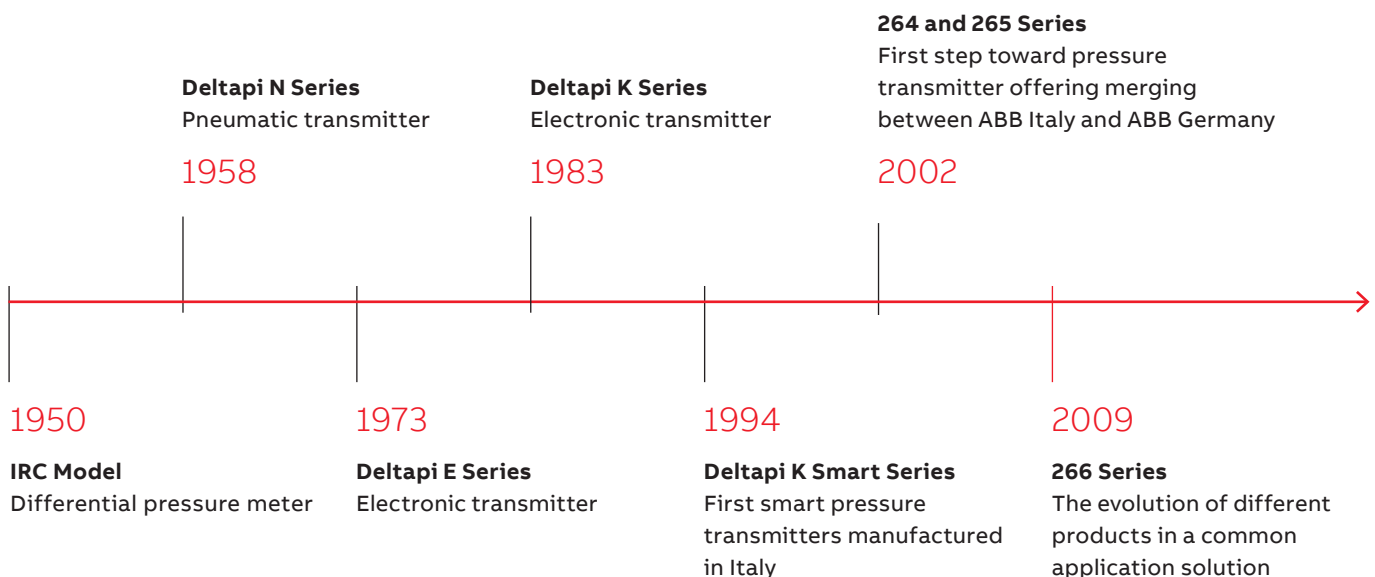 264 and 265 Series
First step toward pressure
transmitter offering merging
between ABB Italy and ABB Germany
2002
Deltapi N Series
Pneumatic transmitter
1958
Deltapi K Series
Electronic transmitter
1983
1950
IRC Model
Differential pressure meter
1973
Deltapi E Series
Electronic transmitter
1994
Deltapi K Smart Series
First smart pressure
transmitters manufactured
in Italy
2009
266 Series
The evolution of different
products in a common
application solution